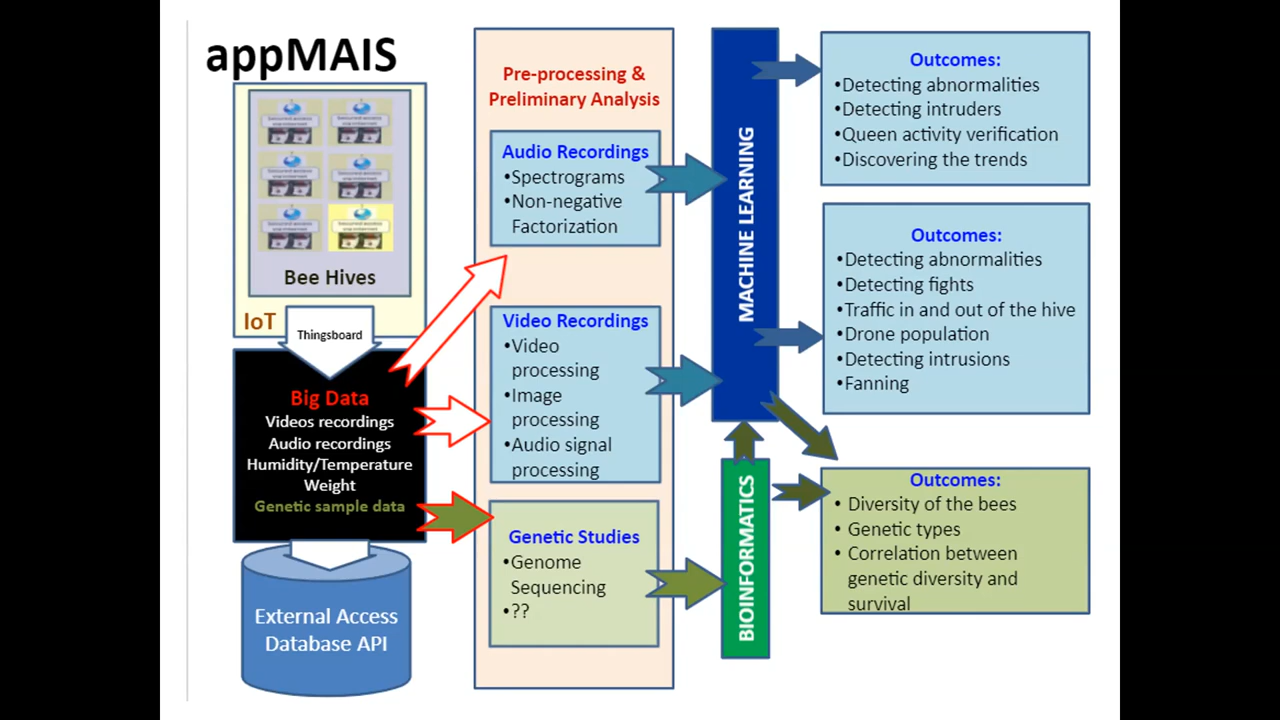 appMAIS
Bee Hives
IoT
Thingsboard
Big Data
Videos recordings
Audio recordings
Humidity/Temperature
Weight
Genetic sample data
External Access
Database API
Pre-processing &
Preliminary Analysis
Audio Recordings
•Spectrograms
•Non-negative
Factorization
Video Recordings
•Video
processing
•Image
processing
•Audio signal
processing
Genetic Studies
•Genome
Sequencing
•??
MACHINE LEARNING
BIOINFORMATICS
Outcomes:
•Detecting abnormalities
•Detecting intruders
•Queen activity verification
•Discovering the trends
Outcomes:
•Detecting abnormalities
•Detecting fights
•Traffic in and out of the hive
•Drone population
•Detecting intrusions
•Fanning
Outcomes:
• Diversity of the bees
• Genetic types
• Correlation between
genetic diversity and
survival